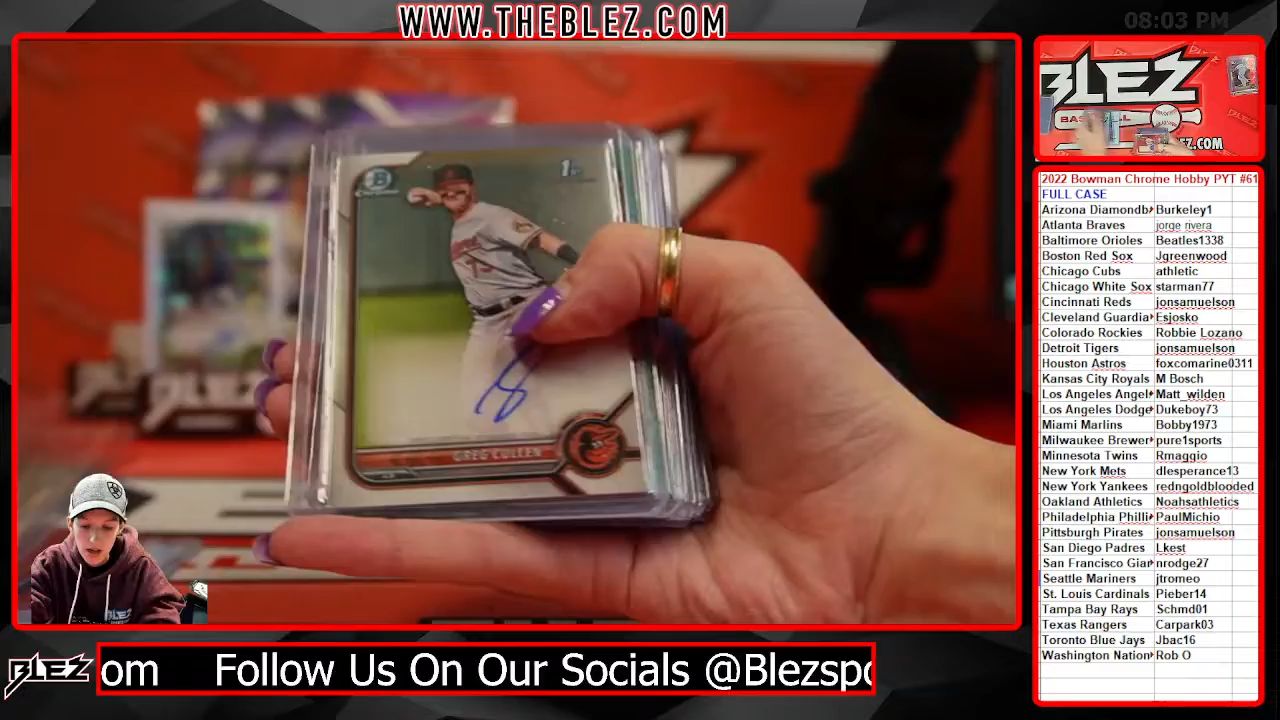 WWW.THEBLEZ.COM
08:03 PM
BLEZ
BASEBALL
EZ.COM
1st
CHROME
GREG CULLEN
BLEZ
2022 Bowman Chrome Hobby PYT #61
FULL CASE
Arizona Diamondb Burkeley1
Atlanta Braves jorge rivera
Baltimore Orioles Beatles1338
Boston Red Sox Jgreenwood
Chicago Cubs athletic
Chicago White Sox starman77
Cincinnati Reds jonsamuelson
Cleveland Guardia Esjosko
Colorado Rockies Robbie Lozano
Detroit Tigers jonsamuelson
Houston Astros foxcomarine0311
Kansas City Royals M Bosch
Los Angeles Angel Matt_wilden
Los Angeles Dodge Dukeboy73
Miami Marlins Bobby1973
Milwaukee Brewer pure1sports
Minnesota Twins Rmaggio
New York Mets dlesperance13
New York Yankees redngoldblooded
Oakland Athletics Noahsathletics
Philadelphia Philli PaulMichio
Pittsburgh Pirates jonsamuelson
San Diego Padres Lkest
San Francisco Gian nrodge27
Seattle Mariners jtromeo
St. Louis Cardinals Pieber14
Tampa Bay Rays Schmd01
Texas Rangers Carpark03
Toronto Blue Jays Jbac16
Washington Nation Rob O
BLEZ
om Follow Us On Our Socials @Blezspo